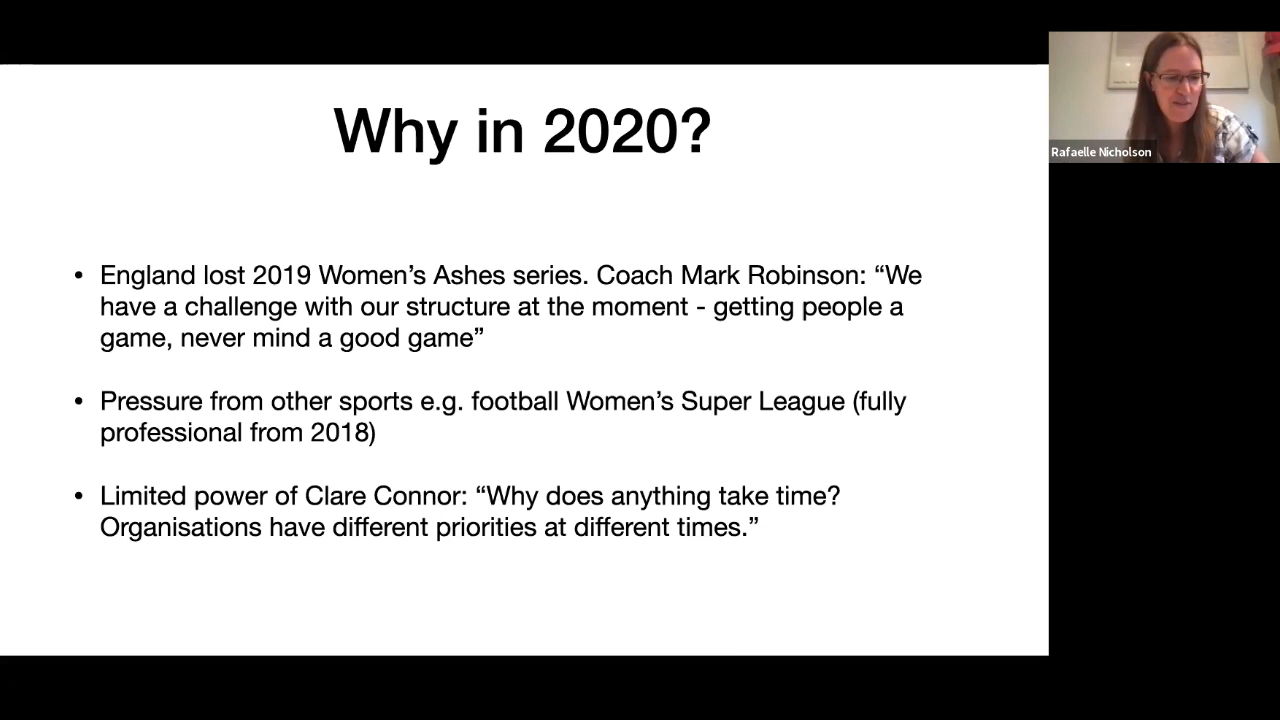 Why in 2020?
• England lost 2019 Women’s Ashes series. Coach Mark Robinson: “We
have a challenge with our structure at the moment - getting people a
game, never mind a good game”
• Pressure from other sports e.g. football Women’s Super League (fully
professional from 2018)
• Limited power of Clare Connor: “Why does anything take time?
Organisations have different priorities at different times.”
Rafaelle Nicholson